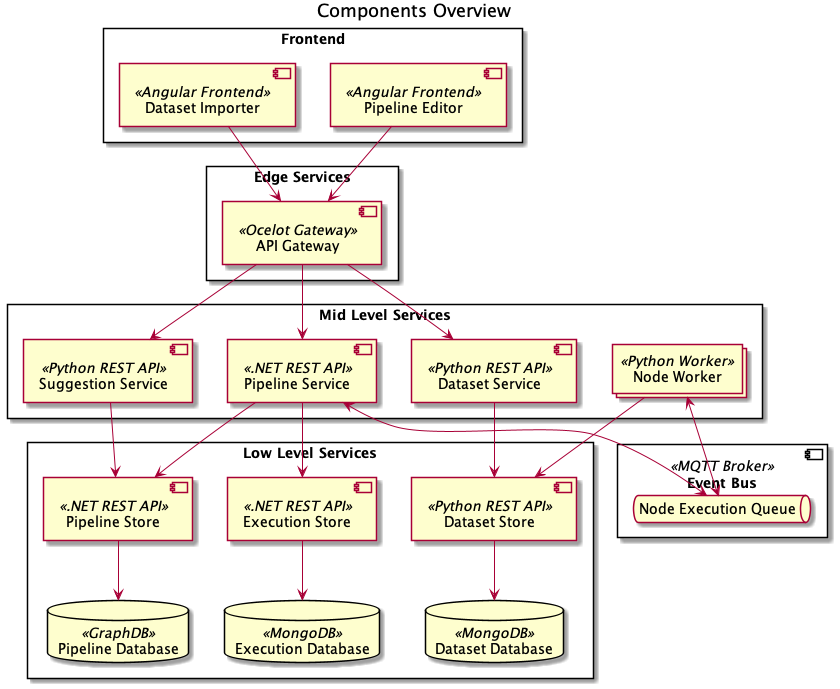 Components Overview
Frontend
«Angular Frontend»
Dataset Importer
«Angular Frontend»
Pipeline Editor
Edge Services
«Ocelot Gateway»
API Gateway
Mid Level Services
«Python REST API»
Suggestion Service
«.NET REST API»
Pipeline Service
«Python REST API»
Dataset Service
«Python Worker»
Node Worker
Low Level Services
«.NET REST API»
Pipeline Store
«.NET REST API»
Execution Store
«Python REST API»
Dataset Store
«MQTT Broker»
Event Bus
Node Execution Queue
«GraphDB»
Pipeline Database
«MongoDB»
Execution Database
«MongoDB»
Dataset Database